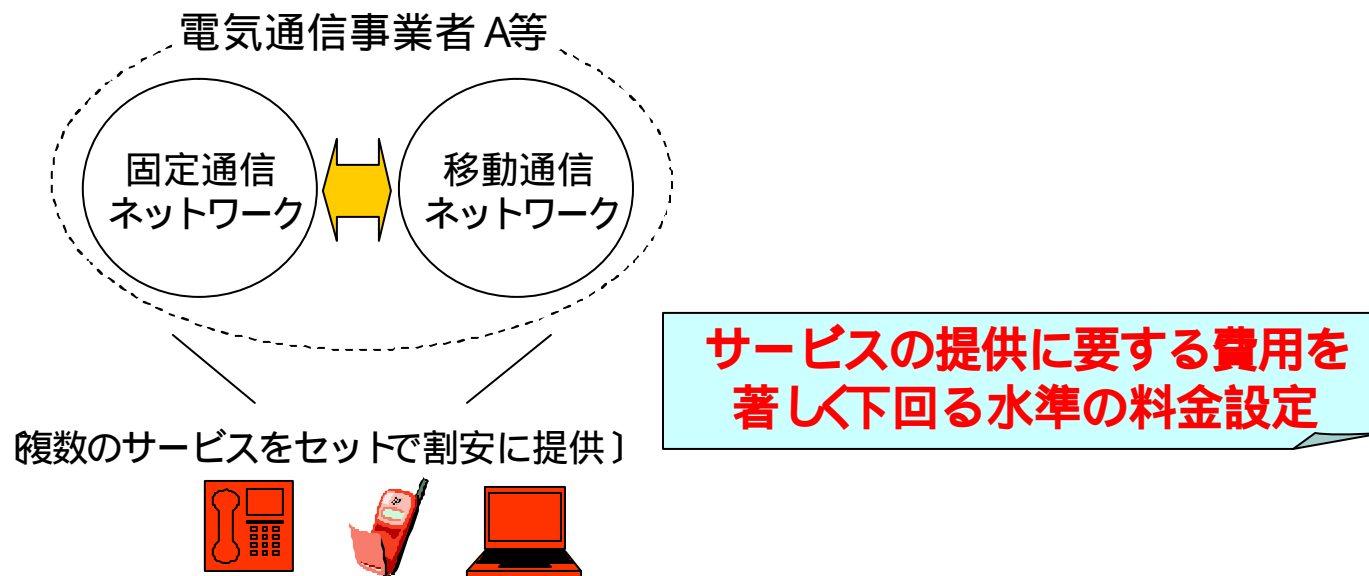 電気通信事業者A等
固定通信
ネットワーク
移動通信
ネットワーク
サービスの提供に要する費用を
著しく下回る水準の料金設定
〔複数のサービスをセットで割安に提供〕